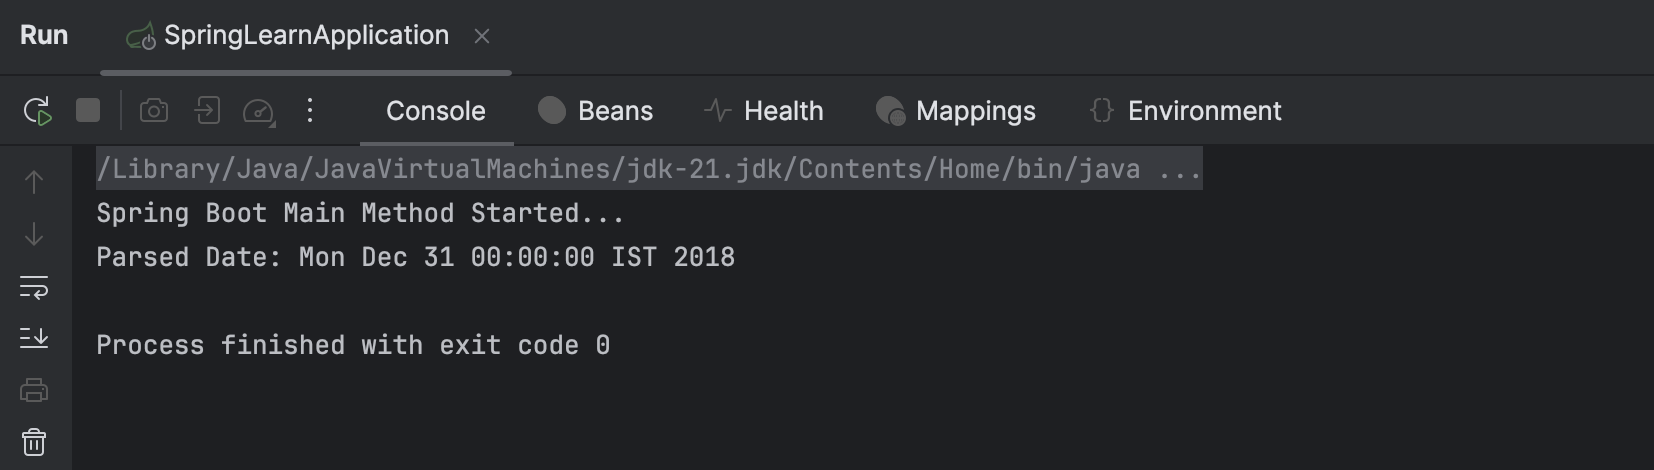 Run SpringLearnApplication
Console Beans Health Mappings Environment
/Library/Java/JavaVirtualMachines/jdk-21.jdk/Contents/Home/bin/java ...
Spring Boot Main Method Started...
Parsed Date: Mon Dec 31 00:00:00 IST 2018
Process finished with exit code 0